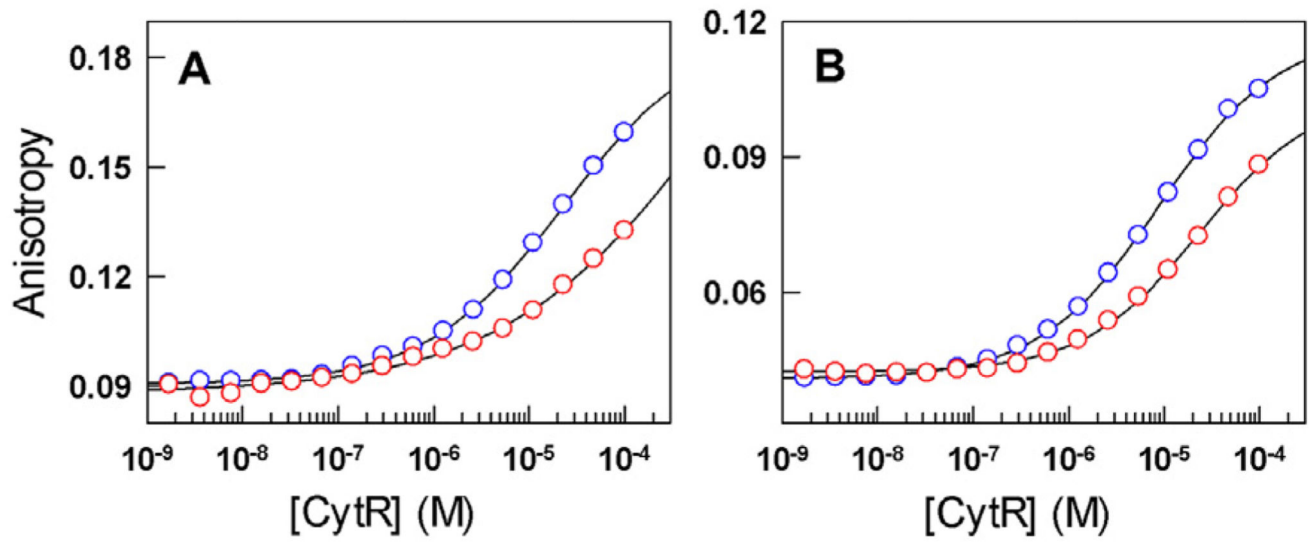 A
B
Anisotropy
0.18
0.15
0.12
0.09
0.12
0.09
0.06
10⁻⁹ 10⁻⁸ 10⁻⁷ 10⁻⁶ 10⁻⁵ 10⁻⁴
10⁻⁹ 10⁻⁸ 10⁻⁷ 10⁻⁶ 10⁻⁵ 10⁻⁴
[CytR] (M)
[CytR] (M)